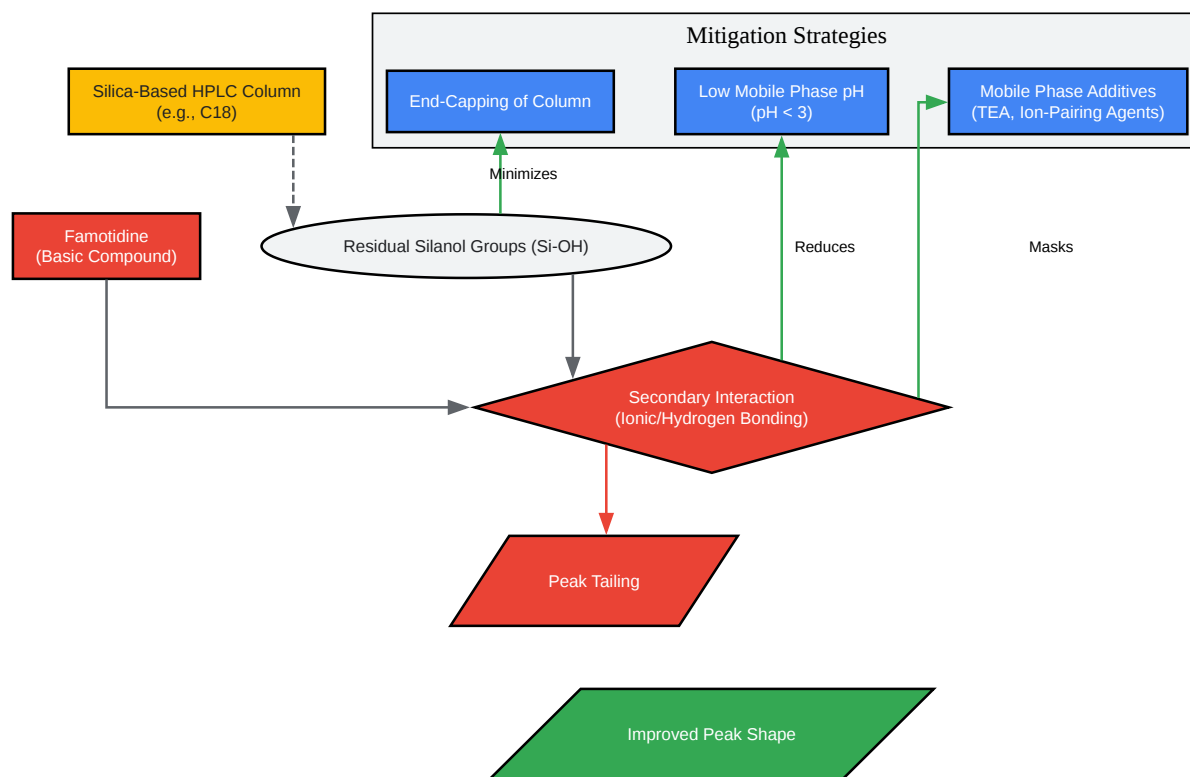 Mitigation Strategies
Silica-Based HPLC Column
(e.g., C18)
End-Capping of Column
Low Mobile Phase pH
(pH < 3)
Mobile Phase Additives
(TEA, Ion-Pairing Agents)
Minimizes
Famotidine
(Basic Compound)
Residual Silanol Groups (Si-OH)
Reduces
Masks
Secondary Interaction
(Ionic/Hydrogen Bonding)
Peak Tailing
Improved Peak Shape